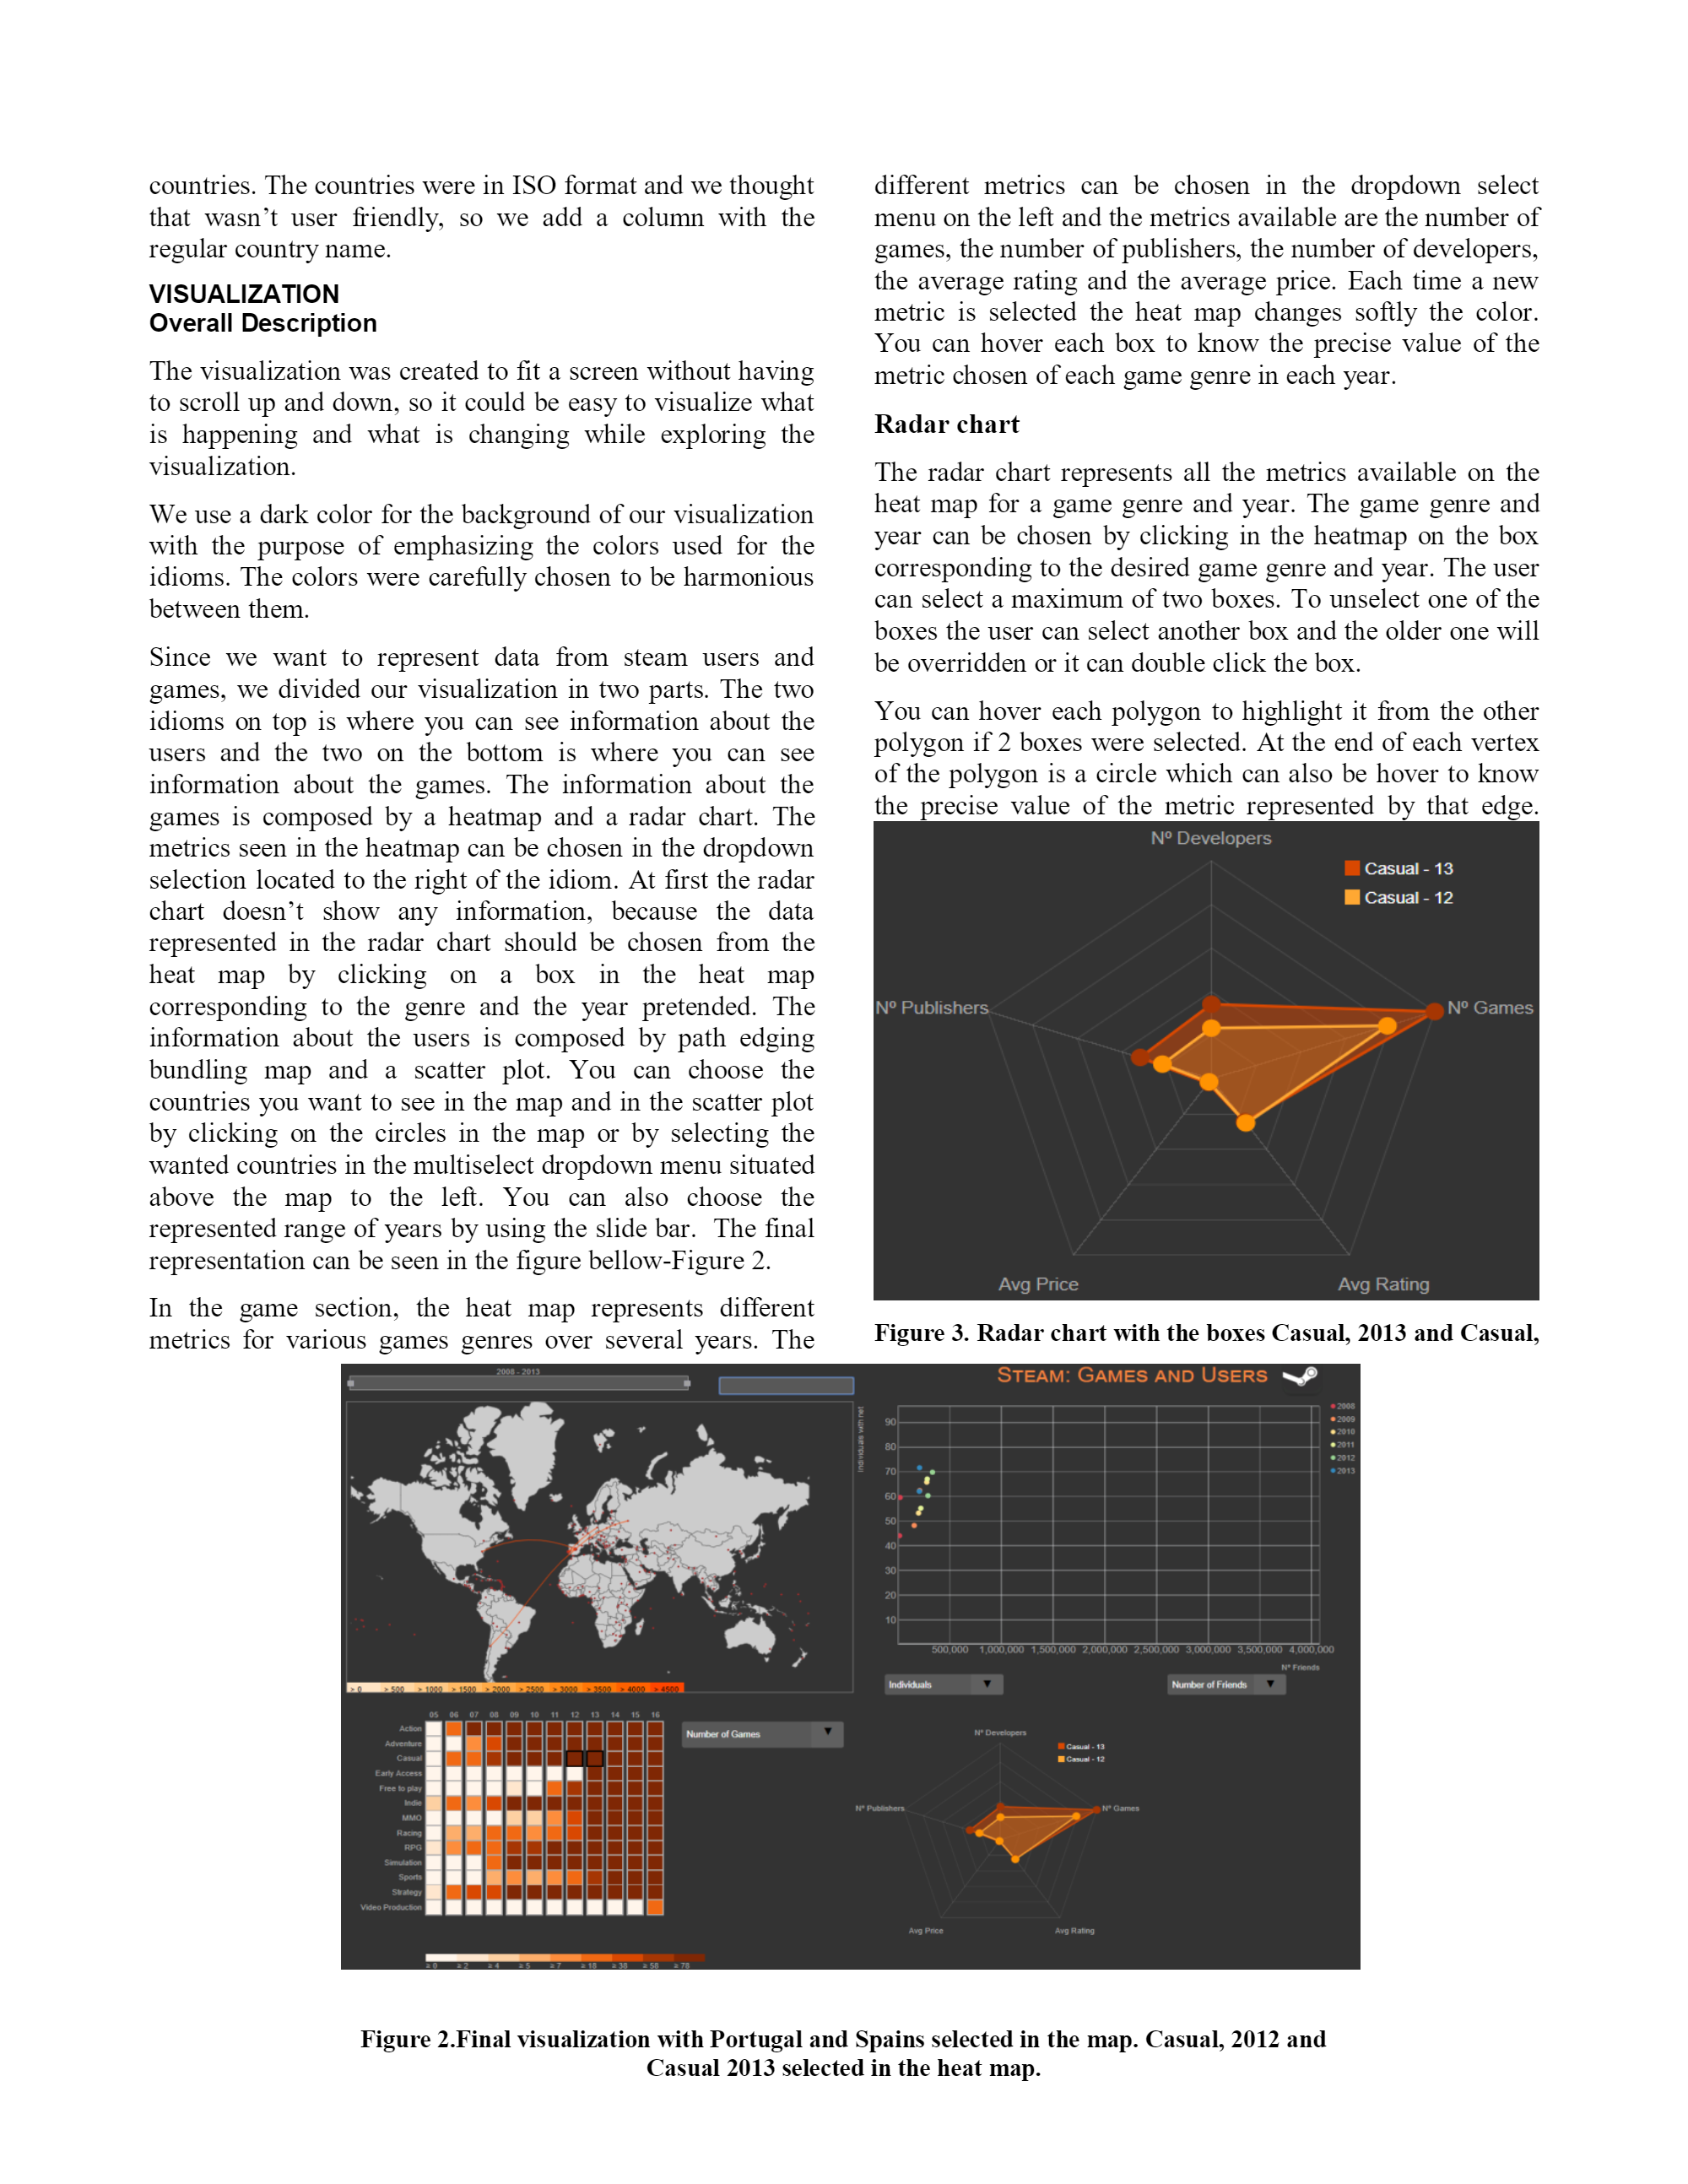 countries. The countries were in ISO format and we thought
that wasn’t user friendly, so we add a column with the
regular country name.
VISUALIZATION
Overall Description
The visualization was created to fit a screen without having
to scroll up and down, so it could be easy to visualize what
is happening and what is changing while exploring the
visualization.
We use a dark color for the background of our visualization
with the purpose of emphasizing the colors used for the
idioms. The colors were carefully chosen to be harmonious
between them.
Since we want to represent data from steam users and
games, we divided our visualization in two parts. The two
idioms on top is where you can see information about the
users and the two on the bottom is where you can see
information about the games. The information about the
games is composed by a heatmap and a radar chart. The
metrics seen in the heatmap can be chosen in the dropdown
selection located to the right of the idiom. At first the radar
chart doesn’t show any information, because the data
represented in the radar chart should be chosen from the
heat map by clicking on a box in the heat map
corresponding to the genre and the year pretended. The
information about the users is composed by path edging
bundling map and a scatter plot. You can choose the
countries you want to see in the map and in the scatter plot
by clicking on the circles in the map or by selecting the
wanted countries in the multiselect dropdown menu situated
above the map to the left. You can also choose the
represented range of years by using the slide bar. The final
representation can be seen in the figure bellow-Figure 2.
In the game section, the heat map represents different
metrics for various games genres over several years. The
different metrics can be chosen in the dropdown select
menu on the left and the metrics available are the number of
games, the number of publishers, the number of developers,
the average rating and the average price. Each time a new
metric is selected the heat map changes softly the color.
You can hover each box to know the precise value of the
metric chosen of each game genre in each year.
Radar chart
The radar chart represents all the metrics available on the
heat map for a game genre and year. The game genre and
year can be chosen by clicking in the heatmap on the box
corresponding to the desired game genre and year. The user
can select a maximum of two boxes. To unselect one of the
boxes the user can select another box and the older one will
be overridden or it can double click the box.
You can hover each polygon to highlight it from the other
polygon if 2 boxes were selected. At the end of each vertex
of the polygon is a circle which can also be hover to know
the precise value of the metric represented by that edge.
Nº Developers
Casual - 13
Casual - 12
Nº Publishers
Nº Games
Avg Price
Avg Rating
Figure 3. Radar chart with the boxes Casual, 2013 and Casual,
2008 - 2013
STEAM: GAMES AND USERS
Individuals with net
90
80
70
60
50
40
30
20
10
500,000 1,000,000 1,500,000 2,000,000 2,500,000 3,000,000 3,500,000 4,000,000
Nº Friends
2008
2009
2010
2011
2012
2013
Individuals
Number of Friends
> 0 > 500 > 1000 > 1500 > 2000 > 2500 > 3000 > 3500 > 4000 > 4500
05 06 07 08 09 10 11 12 13 14 15 16
Action
Adventure
Casual
Early Access
Free to play
Indie
MMO
Racing
RPG
Simulation
Sports
Strategy
Video Production
≥ 0 ≥ 2 ≥ 4 ≥ 5 ≥ 7 ≥ 18 ≥ 38 ≥ 58 ≥ 78
Number of Games
Nº Developers
Casual - 13
Casual - 12
Nº Publishers
Nº Games
Avg Price
Avg Rating
Figure 2.Final visualization with Portugal and Spains selected in the map. Casual, 2012 and
Casual 2013 selected in the heat map.